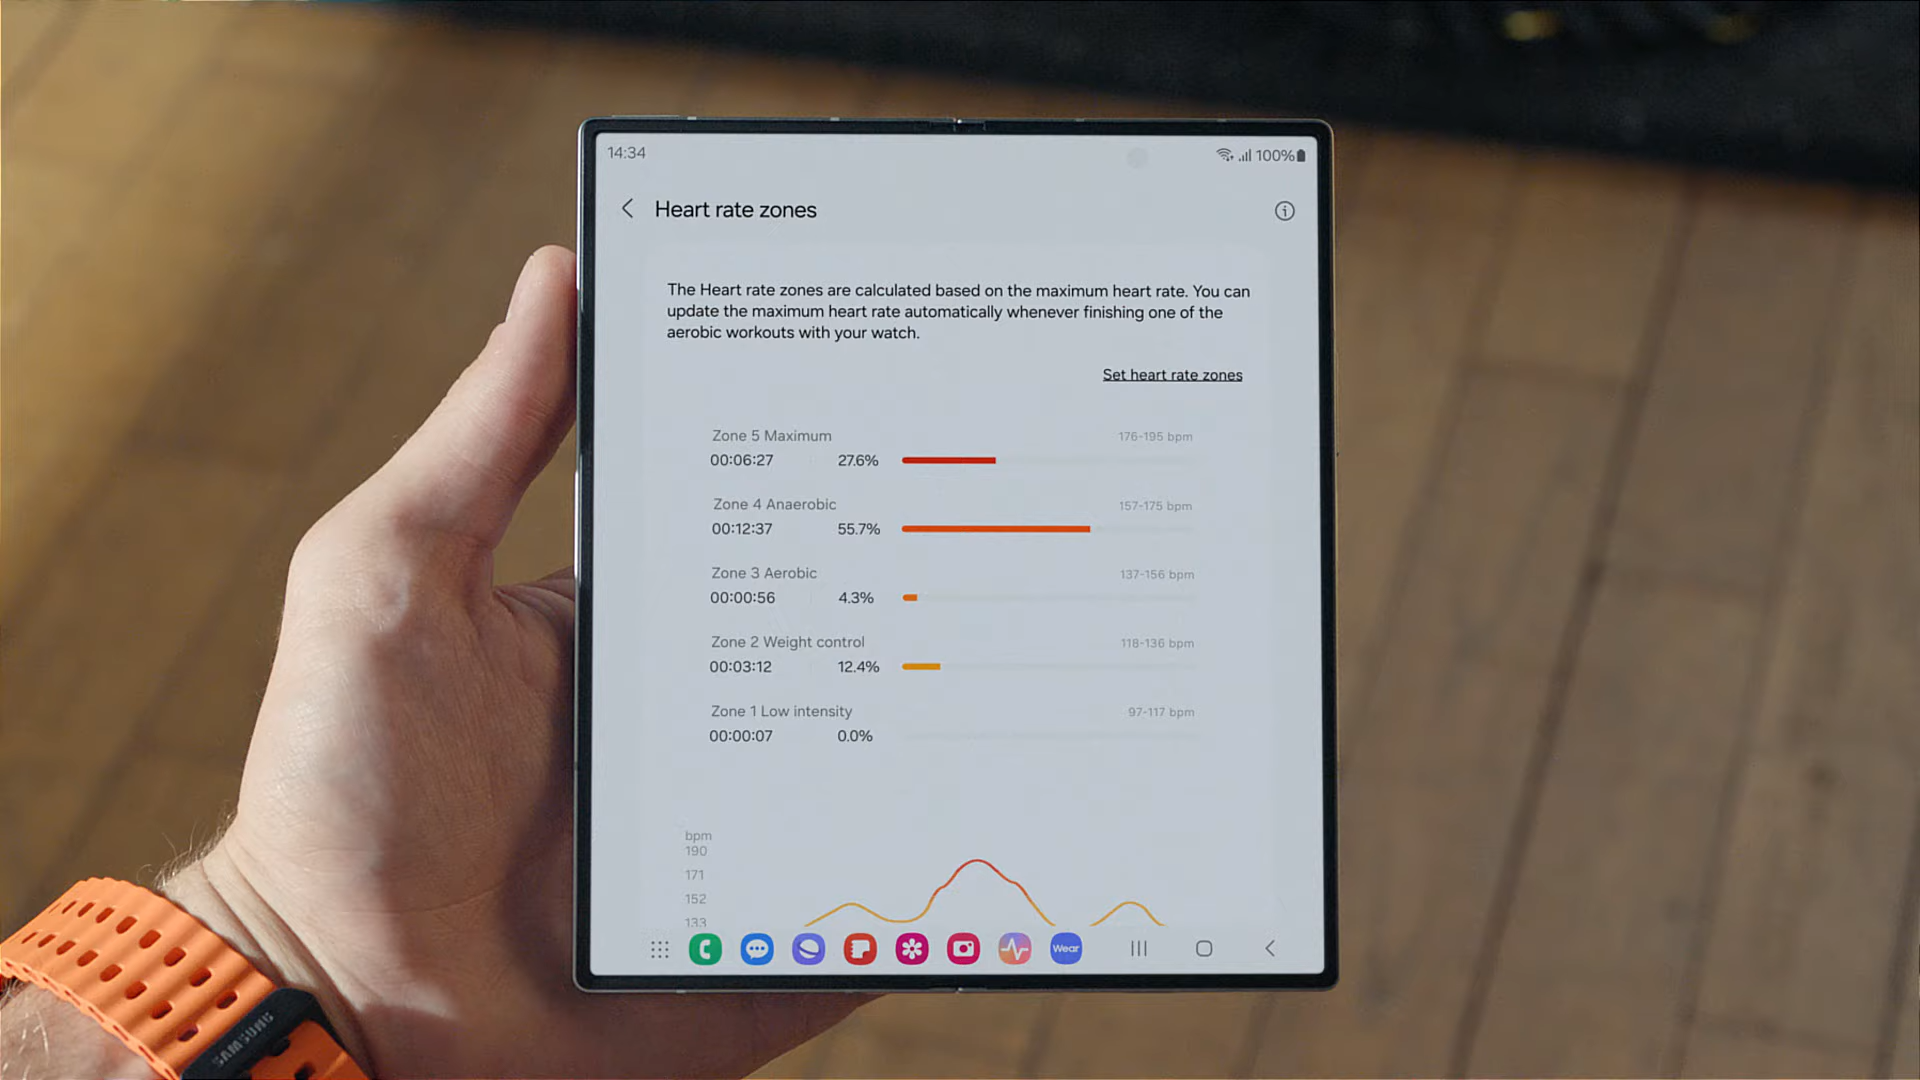 14:34
100%
Heart rate zones
The Heart rate zones are calculated based on the maximum heart rate. You can
update the maximum heart rate automatically whenever finishing one of the
aerobic workouts with your watch.
Set heart rate zones
Zone 5 Maximum 176-195 bpm
00:06:27 27.6%
Zone 4 Anaerobic 157-175 bpm
00:12:37 55.7%
Zone 3 Aerobic 137-156 bpm
00:00:56 4.3%
Zone 2 Weight control 118-136 bpm
00:03:12 12.4%
Zone 1 Low intensity 97-117 bpm
00:00:07 0.0%
bpm
190
171
152
133
Wear
SAMSUNG